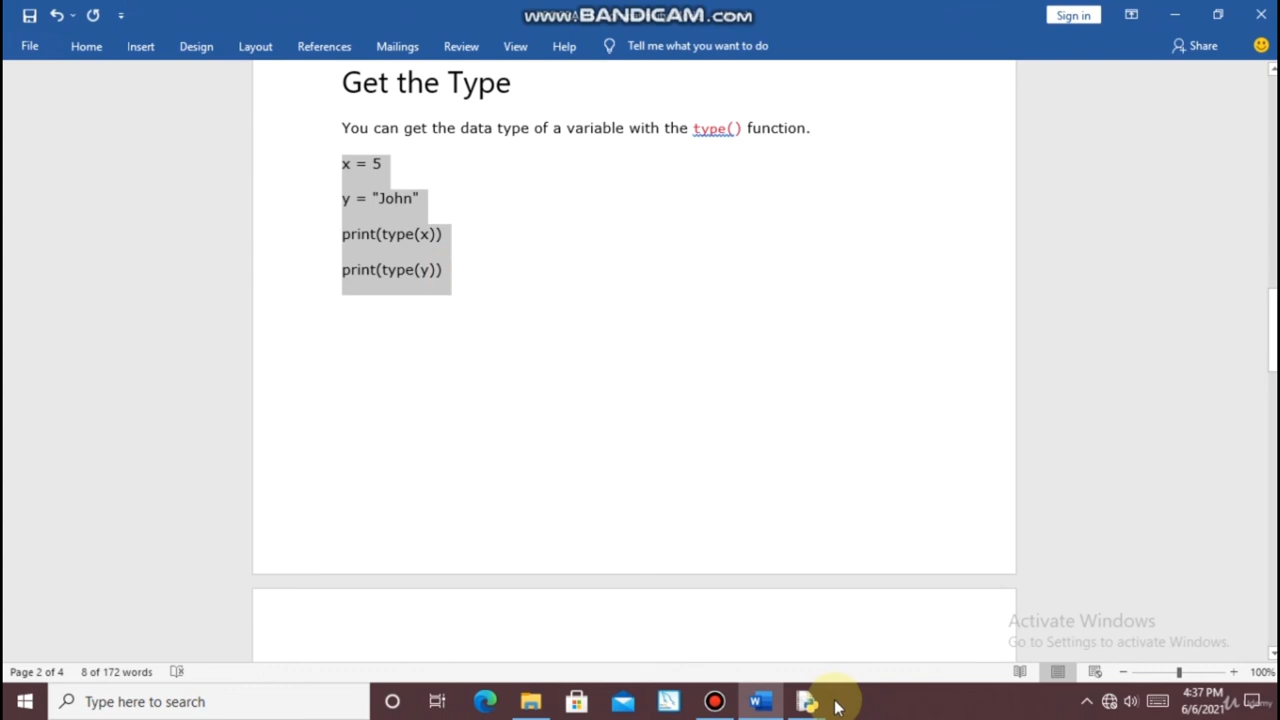 WWW.BANDICAM.COM
Sign in
File Home Insert Design Layout References Mailings Review View Help Tell me what you want to do Share
Get the Type
You can get the data type of a variable with the type() function.
x = 5
y = "John"
print(type(x))
print(type(y))
Activate Windows
Go to Settings to activate Windows.
Page 2 of 4 8 of 172 words 100%
Type here to search
4:37 PM
6/6/2021